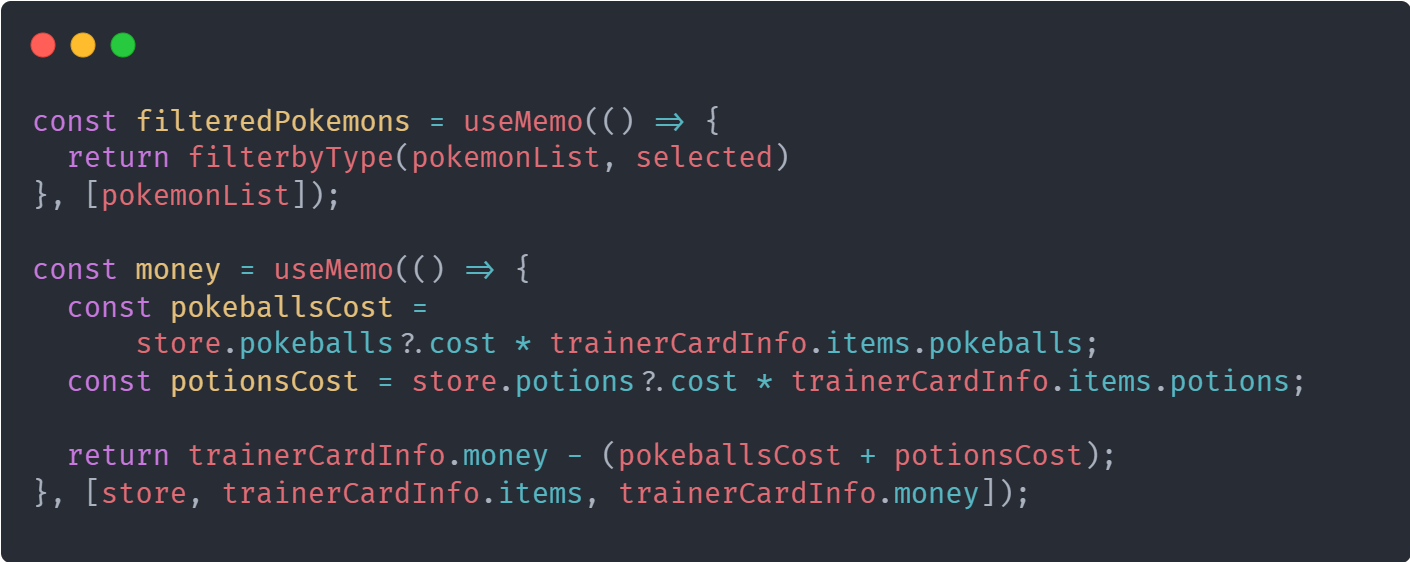 const filteredPokemons = useMemo(() => {
  return filterbyType(pokemonList, selected)
}, [pokemonList]);

const money = useMemo(() => {
  const pokeballsCost =
      store.pokeballs?.cost * trainerCardInfo.items.pokeballs;
  const potionsCost = store.potions?.cost * trainerCardInfo.items.potions;

  return trainerCardInfo.money - (pokeballsCost + potionsCost);
}, [store, trainerCardInfo.items, trainerCardInfo.money]);